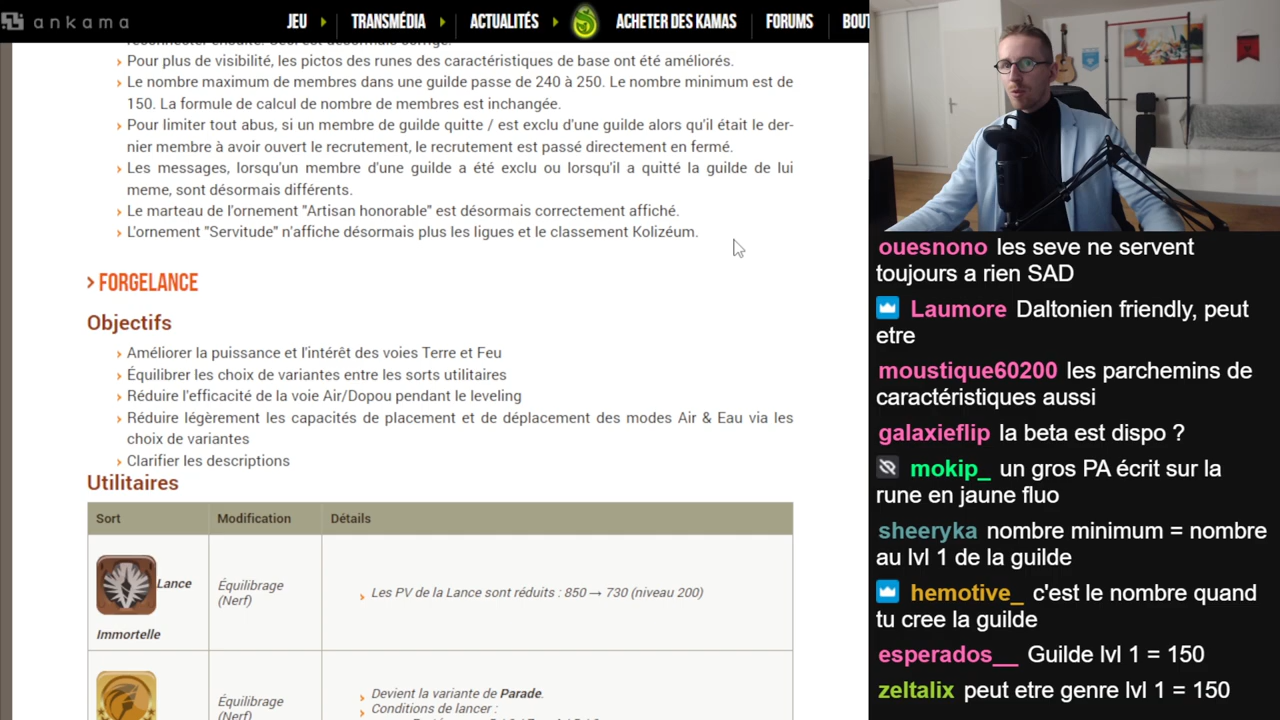 ankama
JEU
TRANSMÉDIA
ACTUALITÉS
ACHETER DES KAMAS
FORUMS
BOUT
reconnecter ensuite. Ceci est désormais corrigé.
Pour plus de visibilité, les pictos des runes des caractéristiques de base ont été améliorés.
Le nombre maximum de membres dans une guilde passe de 240 à 250. Le nombre minimum est de
150. La formule de calcul de nombre de membres est inchangée.
Pour limiter tout abus, si un membre de guilde quitte / est exclu d'une guilde alors qu'il était le der-
nier membre à avoir ouvert le recrutement, le recrutement est passé directement en fermé.
Les messages, lorsqu'un membre d'une guilde a été exclu ou lorsqu'il a quitté la guilde de lui
meme, sont désormais différents.
Le marteau de l'ornement "Artisan honorable" est désormais correctement affiché.
L'ornement "Servitude" n'affiche désormais plus les ligues et le classement Kolizéum.
FORGELANCE
Objectifs
Améliorer la puissance et l'intérêt des voies Terre et Feu
Équilibrer les choix de variantes entre les sorts utilitaires
Réduire l'efficacité de la voie Air/Dopou pendant le leveling
Réduire légèrement les capacités de placement et de déplacement des modes Air & Eau via les
choix de variantes
Clarifier les descriptions
Utilitaires
Sort Modification Détails
Lance
Immortelle
Équilibrage
(Nerf)
Les PV de la Lance sont réduits : 850 → 730 (niveau 200)
Équilibrage
(Nerf)
Devient la variante de Parade.
Conditions de lancer :
ouesnono les seve ne servent
toujours a rien SAD
Laumore Daltonien friendly, peut
etre
moustique60200 les parchemins de
caractéristiques aussi
galaxieflip la beta est dispo ?
mokip_ un gros PA écrit sur la
rune en jaune fluo
sheeryka nombre minimum = nombre
au lvl 1 de la guilde
hemotive_ c'est le nombre quand
tu cree la guilde
esperados__ Guilde lvl 1 = 150
zeltalix peut etre genre lvl 1 = 150